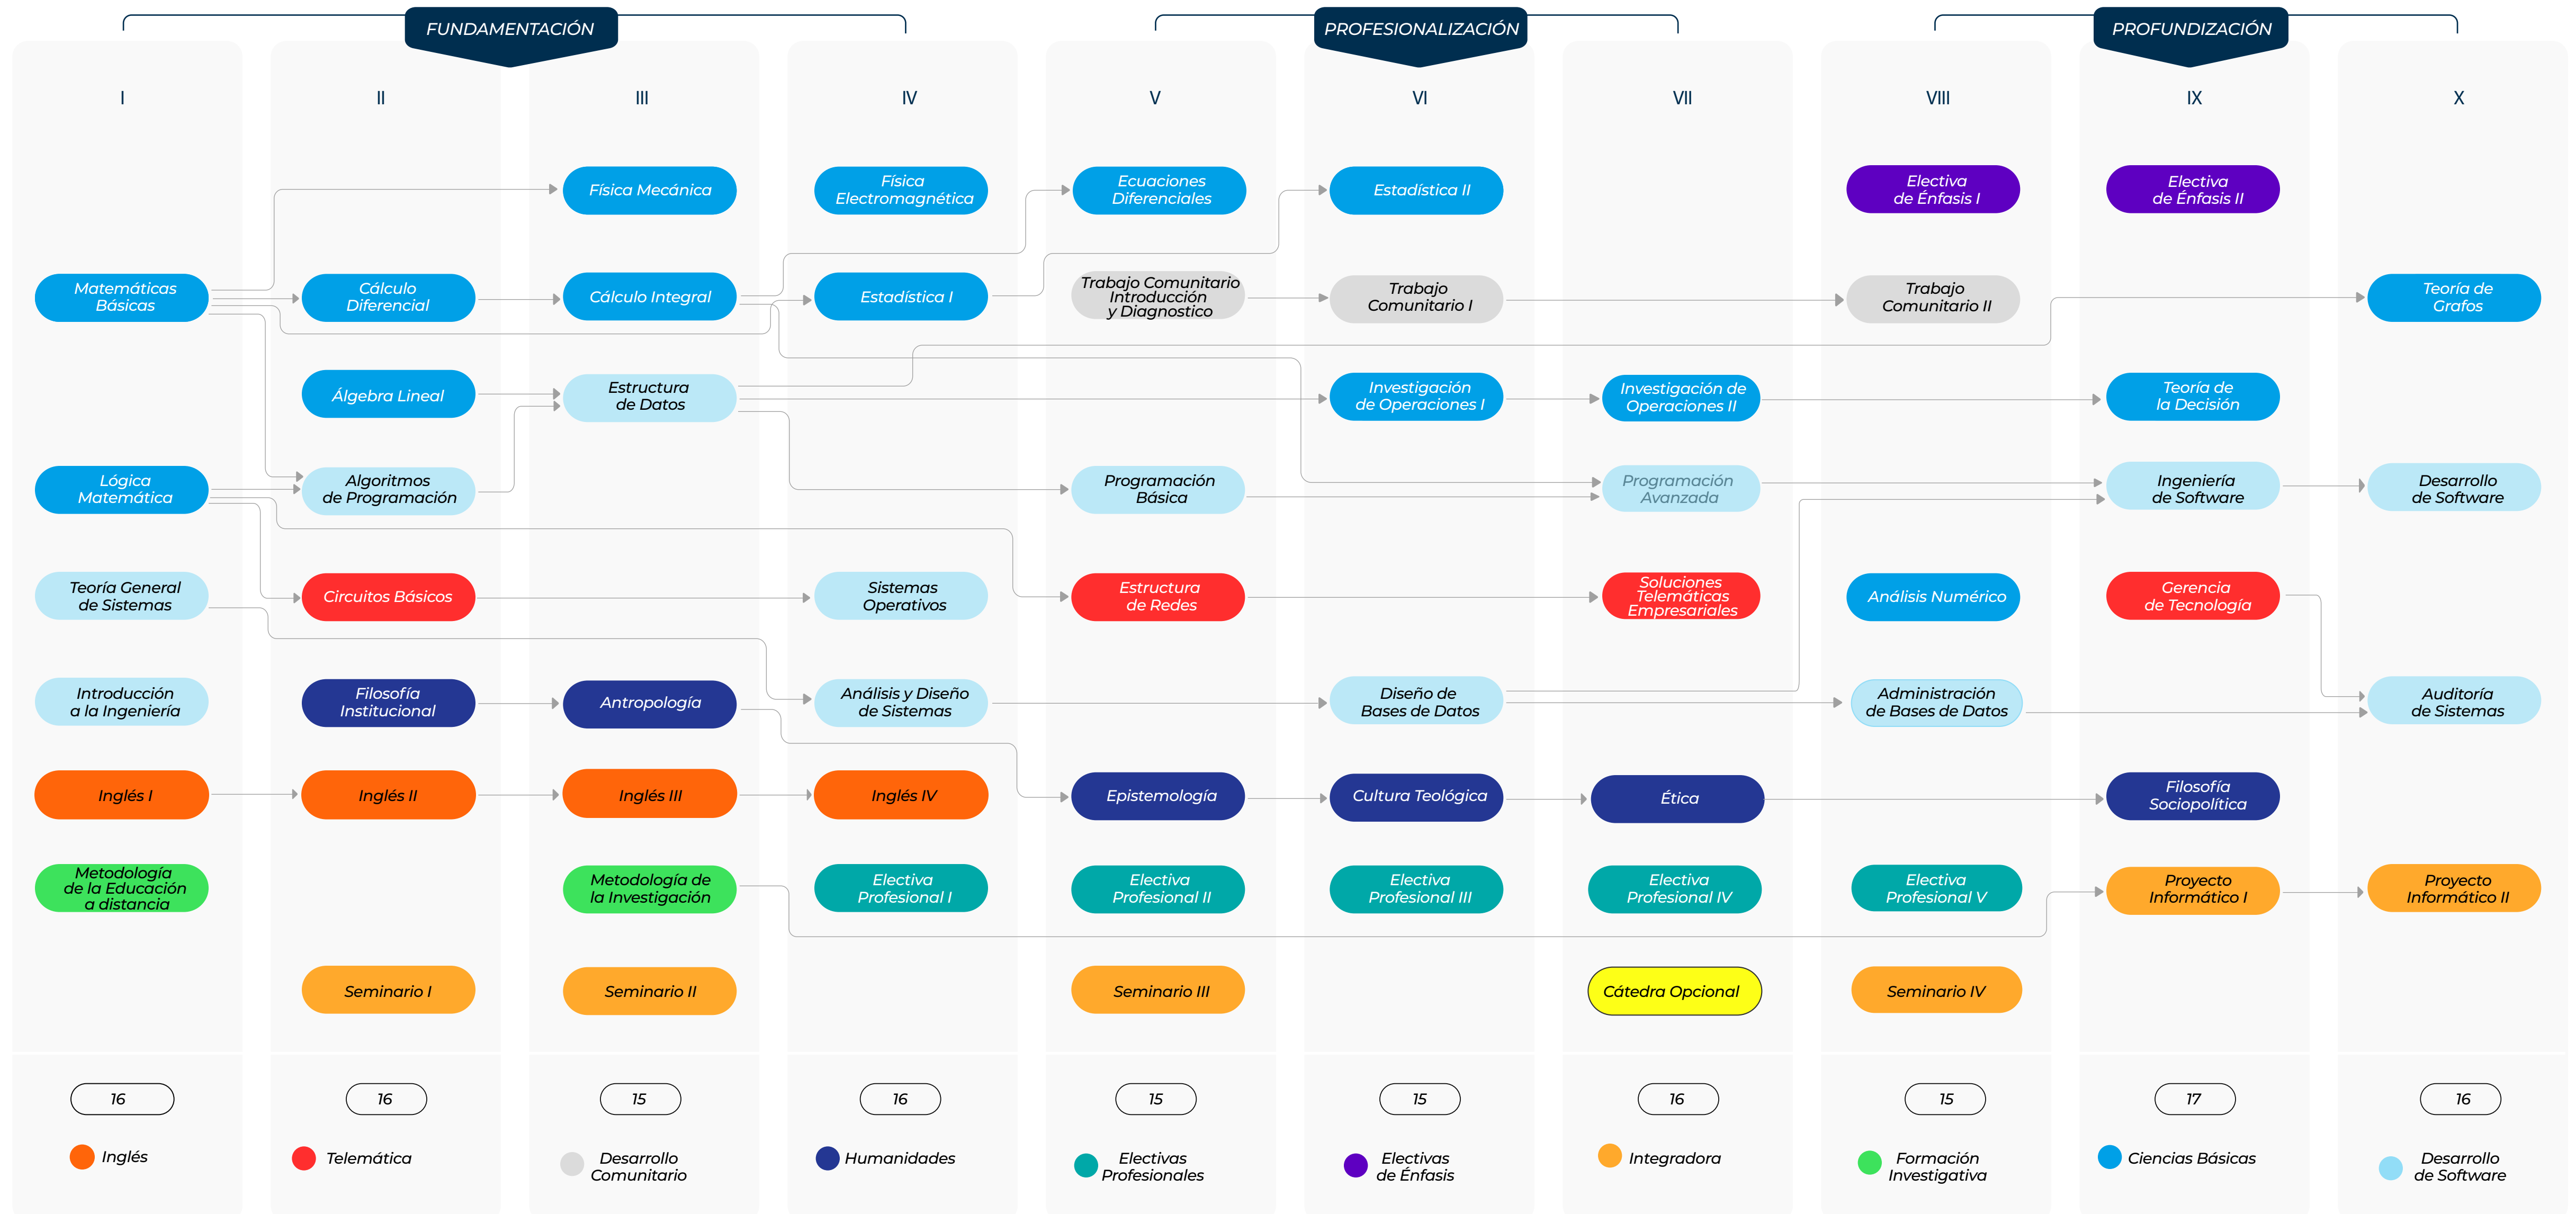 FUNDAMENTACIÓN
PROFESIONALIZACIÓN
PROFUNDIZACIÓN
I
II
III
IV
V
VI
VII
VIII
IX
X
Física Mecánica
Física
Electromagnética
Ecuaciones
Diferenciales
Estadística II
Electiva
de Énfasis I
Electiva
de Énfasis II
Matemáticas
Básicas
Cálculo
Diferencial
Cálculo Integral
Estadística I
Trabajo Comunitario
Introducción
y Diagnostico
Trabajo
Comunitario I
Trabajo
Comunitario II
Teoría de
Grafos
Álgebra Lineal
Estructura
de Datos
Investigación
de Operaciones I
Investigación de
Operaciones II
Teoría de
la Decisión
Lógica
Matemática
Algoritmos
de Programación
Programación
Básica
Programación
Avanzada
Ingeniería
de Software
Desarrollo
de Software
Teoría General
de Sistemas
Circuitos Básicos
Sistemas
Operativos
Estructura
de Redes
Soluciones
Telemáticas
Empresariales
Análisis Numérico
Gerencia
de Tecnología
Introducción
a la Ingeniería
Filosofía
Institucional
Antropología
Análisis y Diseño
de Sistemas
Diseño de
Bases de Datos
Administración
de Bases de Datos
Auditoría
de Sistemas
Inglés I
Inglés II
Inglés III
Inglés IV
Epistemología
Cultura Teológica
Ética
Filosofía
Sociopolítica
Metodología
de la Educación
a distancia
Metodología de
la Investigación
Electiva
Profesional I
Electiva
Profesional II
Electiva
Profesional III
Electiva
Profesional IV
Electiva
Profesional V
Proyecto
Informático I
Proyecto
Informático II
Seminario I
Seminario II
Seminario III
Cátedra Opcional
Seminario IV
16
16
15
16
15
15
16
15
17
16
Inglés
Telemática
Desarrollo
Comunitario
Humanidades
Electivas
Profesionales
Electivas
de Énfasis
Integradora
Formación
Investigativa
Ciencias Básicas
Desarrollo
de Software